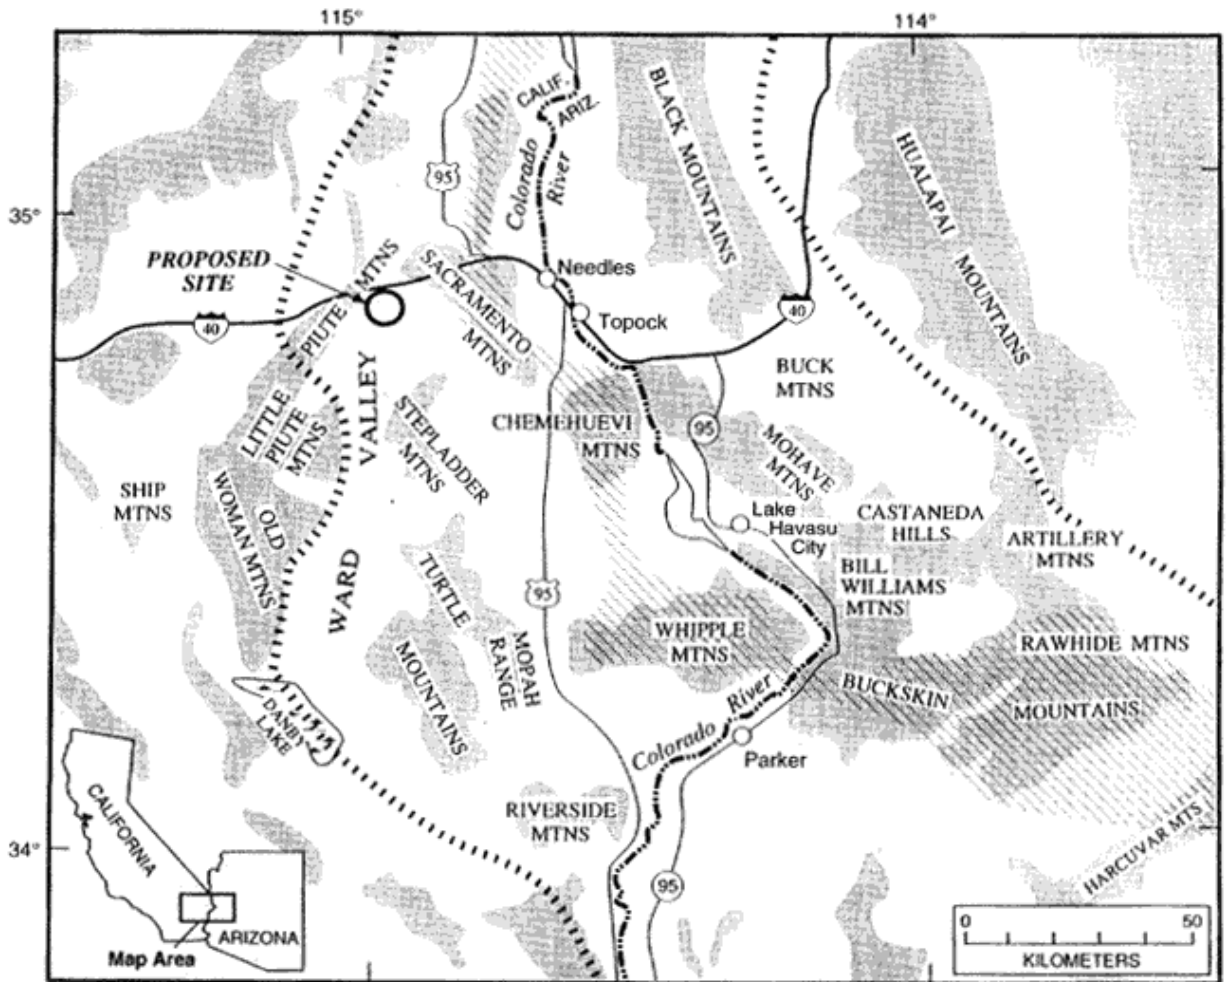 115°
114°
CALIF.
ARIZ.
95
Colorado
River
BLACK MOUNTAINS
HUALAPAI
MOUNTAINS
35°
PROPOSED
SITE
40
LITTLE PIUTE MTNS
PIUTE
MTNS
SACRAMENTO
MTNS
Needles
Topock
40
BUCK
MTNS
VALLEY
WARD
STEPLADDER
MTNS
CHEMEHUEVI
MTNS
95
MOHAVE
MTNS
SHIP
MTNS
OLD
WOMAN MTNS
Lake
Havasu
City
CASTANEDA
HILLS
ARTILLERY
MTNS
BILL
WILLIAMS
MTNS
TURTLE
MOUNTAINS
95
MOPAH
RANGE
WHIPPLE
MTNS
RAWHIDE MTNS
BUCKSKIN
MOUNTAINS
DANBY
LAKE
Colorado River
Parker
RIVERSIDE
MTNS
34°
HARCUVAR MTS
95
CALIFORNIA
ARIZONA
Map Area
0 50
KILOMETERS